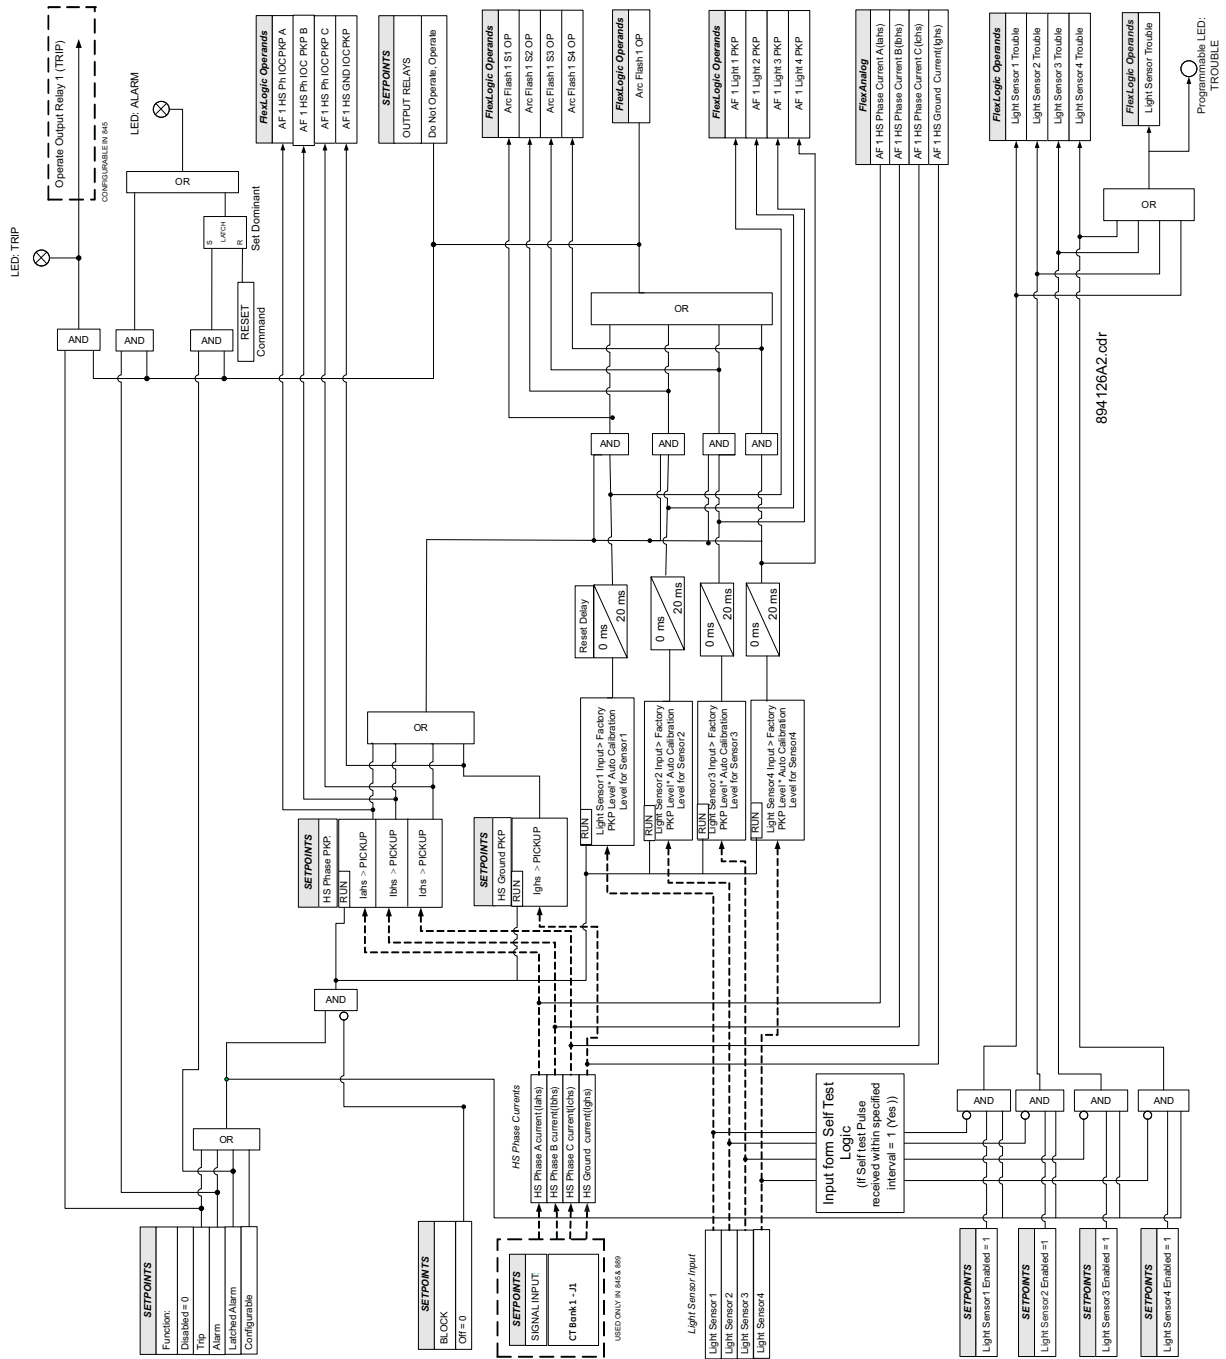 Operate Output Relay 1 (TRIP)
CONFIGURABLE IN 845
LED: TRIP
LED: ALARM
OR
S
LATCH
R
Set Dominant
AND
AND
AND
RESET
Command
FlexLogic Operands
AF 1 HS Ph IOC PKP A
AF 1 HS Ph IOC PKP B
AF 1 HS Ph IOC PKP C
AF 1 HS GND IOC PKP
SETPOINTS
OUTPUT RELAYS
Do Not Operate, Operate
FlexLogic Operands
Arc Flash 1 S1 OP
Arc Flash 1 S2 OP
Arc Flash 1 S3 OP
Arc Flash 1 S4 OP
FlexLogic Operands
Arc Flash 1 OP
FlexLogic Operands
AF 1 Light 1 PKP
AF 1 Light 2 PKP
AF 1 Light 3 PKP
AF 1 Light 4 PKP
FlexAnalog
AF 1 HS Phase Current A(Iahs)
AF 1 HS Phase Current B(Ibhs)
AF 1 HS Phase Current C(Ichs)
AF 1 HS Ground Current(Ighs)
FlexLogic Operands
Light Sensor 1 Trouble
Light Sensor 2 Trouble
Light Sensor 3 Trouble
Light Sensor 4 Trouble
FlexLogic Operands
Light Sensor Trouble
Programmable LED:
TROUBLE
OR
OR
894126A2.cdr
AND
AND
AND
AND
Reset Delay
0 ms
20 ms
0 ms
20 ms
0 ms
20 ms
0 ms
20 ms
OR
SETPOINTS
HS Phase PKP:
RUN
Iahs > PICKUP
Ibhs > PICKUP
Ichs > PICKUP
SETPOINTS
HS Ground PKP
RUN
Ighs > PICKUP
RUN
Light Sensor1 Input> Factory
PKP Level* Auto Calibration
Level for Sensor1
RUN
Light Sensor2 Input> Factory
PKP Level* Auto Calibration
Level for Sensor2
RUN
Light Sensor3 Input> Factory
PKP Level* Auto Calibration
Level for Sensor3
RUN
Light Sensor4 Input> Factory
PKP Level* Auto Calibration
Level for Sensor4
AND
OR
HS Phase Currents
HS Phase A current(Iahs)
HS Phase B current(Ibhs)
HS Phase C current(Ichs)
HS Ground current(Ighs)
Input form Self Test
Logic
(If Self test Pulse
received within specified
interval = 1 (Yes ))
AND
AND
AND
AND
SETPOINTS
Function:
Disabled = 0
Trip
Alarm
Latched Alarm
Configurable
SETPOINTS
BLOCK
Off = 0
SETPOINTS
SIGNAL INPUT:
CT Bank 1 - J1
USED ONLY IN 845 & 889
Light Sensor Input
Light Sensor1
Light Sensor2
Light Sensor3
Light Sensor4
SETPOINTS
Light Sensor1 Enabled = 1
SETPOINTS
Light Sensor2 Enabled =1
SETPOINTS
Light Sensor3 Enabled = 1
SETPOINTS
Light Sensor4 Enabled = 1